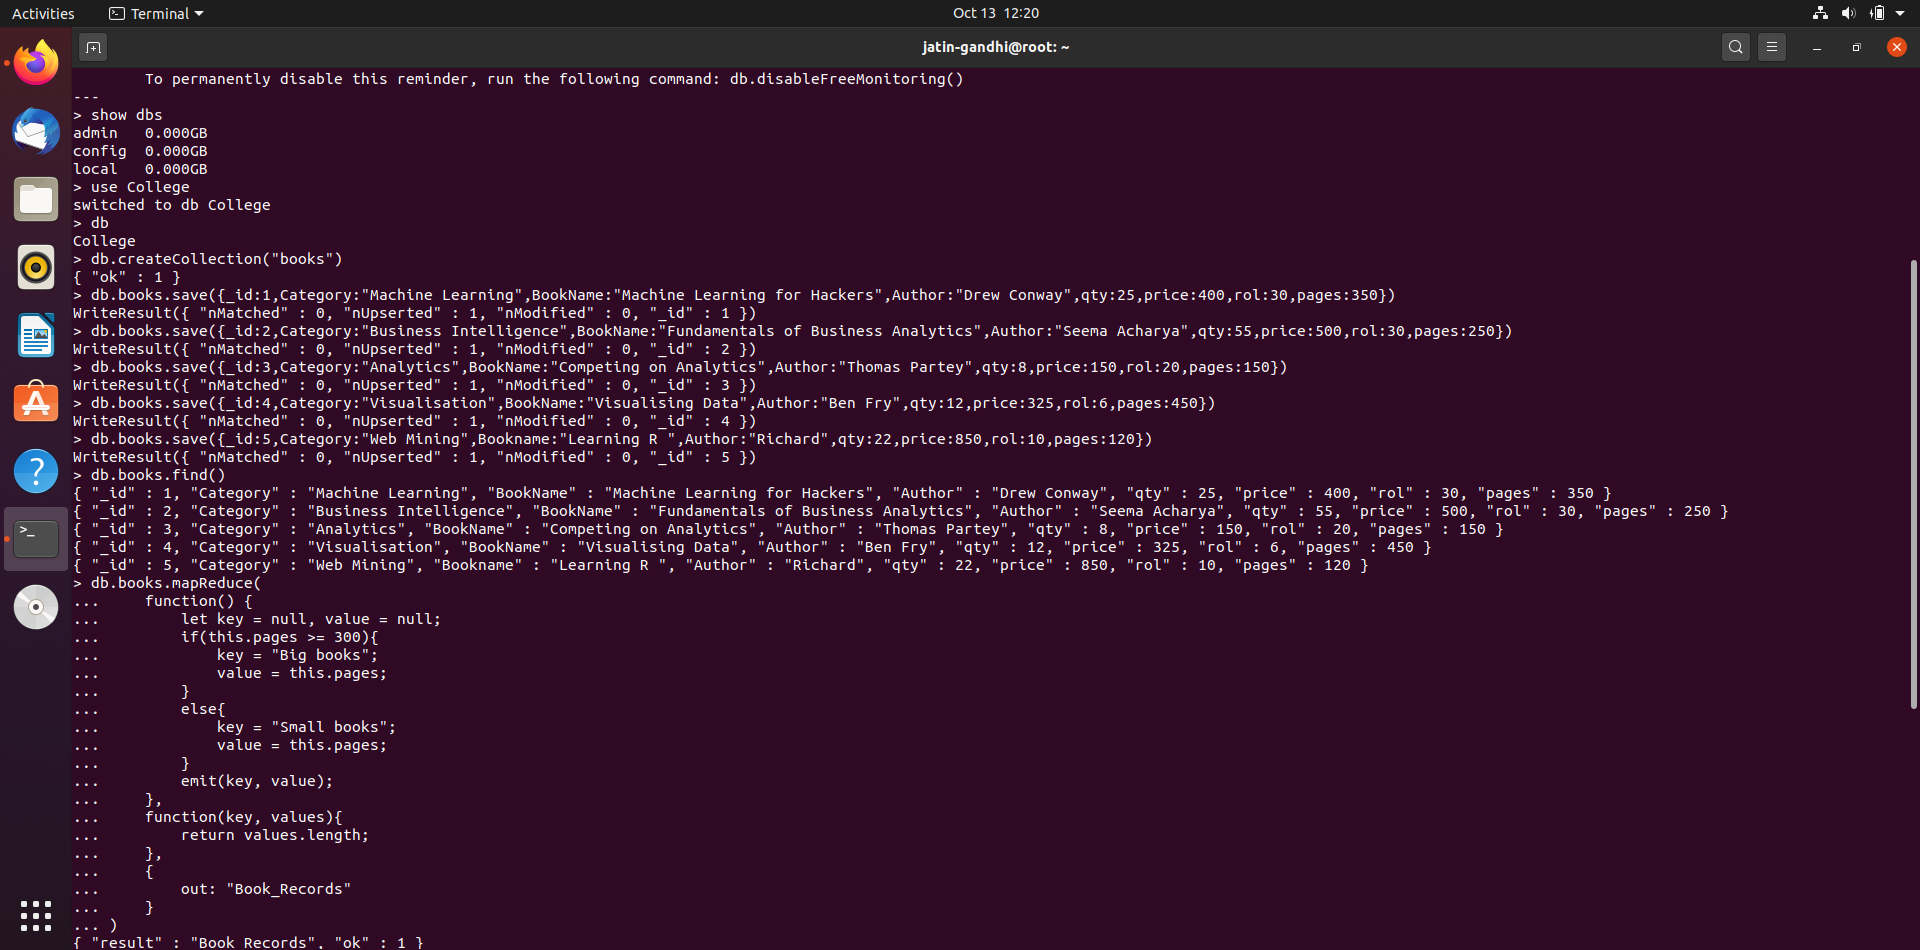 Activities
Terminal
Oct 13 12:20
jatin-gandhi@root: ~
        To permanently disable this reminder, run the following command: db.disableFreeMonitoring()
---
> show dbs
admin   0.000GB
config  0.000GB
local   0.000GB
> use College
switched to db College
> db
College
> db.createCollection("books")
{ "ok" : 1 }
> db.books.save({_id:1,Category:"Machine Learning",BookName:"Machine Learning for Hackers",Author:"Drew Conway",qty:25,price:400,rol:30,pages:350})
WriteResult({ "nMatched" : 0, "nUpserted" : 1, "nModified" : 0, "_id" : 1 })
> db.books.save({_id:2,Category:"Business Intelligence",BookName:"Fundamentals of Business Analytics",Author:"Seema Acharya",qty:55,price:500,rol:30,pages:250})
WriteResult({ "nMatched" : 0, "nUpserted" : 1, "nModified" : 0, "_id" : 2 })
> db.books.save({_id:3,Category:"Analytics",BookName:"Competing on Analytics",Author:"Thomas Partey",qty:8,price:150,rol:20,pages:150})
WriteResult({ "nMatched" : 0, "nUpserted" : 1, "nModified" : 0, "_id" : 3 })
> db.books.save({_id:4,Category:"Visualisation",BookName:"Visualising Data",Author:"Ben Fry",qty:12,price:325,rol:6,pages:450})
WriteResult({ "nMatched" : 0, "nUpserted" : 1, "nModified" : 0, "_id" : 4 })
> db.books.save({_id:5,Category:"Web Mining",Bookname:"Learning R ",Author:"Richard",qty:22,price:850,rol:10,pages:120})
WriteResult({ "nMatched" : 0, "nUpserted" : 1, "nModified" : 0, "_id" : 5 })
> db.books.find()
{ "_id" : 1, "Category" : "Machine Learning", "BookName" : "Machine Learning for Hackers", "Author" : "Drew Conway", "qty" : 25, "price" : 400, "rol" : 30, "pages" : 350 }
{ "_id" : 2, "Category" : "Business Intelligence", "BookName" : "Fundamentals of Business Analytics", "Author" : "Seema Acharya", "qty" : 55, "price" : 500, "rol" : 30, "pages" : 250 }
{ "_id" : 3, "Category" : "Analytics", "BookName" : "Competing on Analytics", "Author" : "Thomas Partey", "qty" : 8, "price" : 150, "rol" : 20, "pages" : 150 }
{ "_id" : 4, "Category" : "Visualisation", "BookName" : "Visualising Data", "Author" : "Ben Fry", "qty" : 12, "price" : 325, "rol" : 6, "pages" : 450 }
{ "_id" : 5, "Category" : "Web Mining", "Bookname" : "Learning R ", "Author" : "Richard", "qty" : 22, "price" : 850, "rol" : 10, "pages" : 120 }
> db.books.mapReduce(
...     function() {
...         let key = null, value = null;
...         if(this.pages >= 300){
...             key = "Big books";
...             value = this.pages;
...         }
...         else{
...             key = "Small books";
...             value = this.pages;
...         }
...         emit(key, value);
...     },
...     function(key, values){
...         return values.length;
...     },
...     {
...         out: "Book_Records"
...     }
... )
{ "result" : "Book_Records", "ok" : 1 }